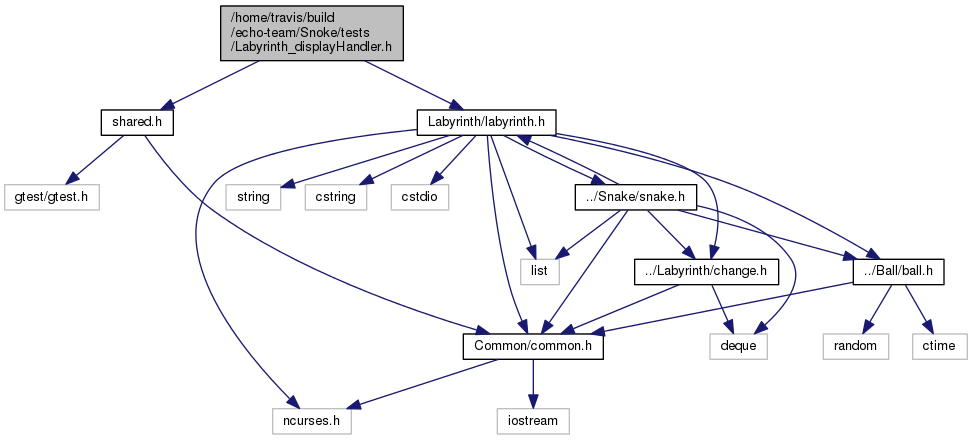 /home/travis/build
/echo-team/Snoke/tests
/Labyrinth_displayHandler.h
shared.h
Labyrinth/labyrinth.h
gtest/gtest.h
string
cstring
cstdio
../Snake/snake.h
list
../Labyrinth/change.h
../Ball/ball.h
Common/common.h
deque
random
ctime
ncurses.h
iostream